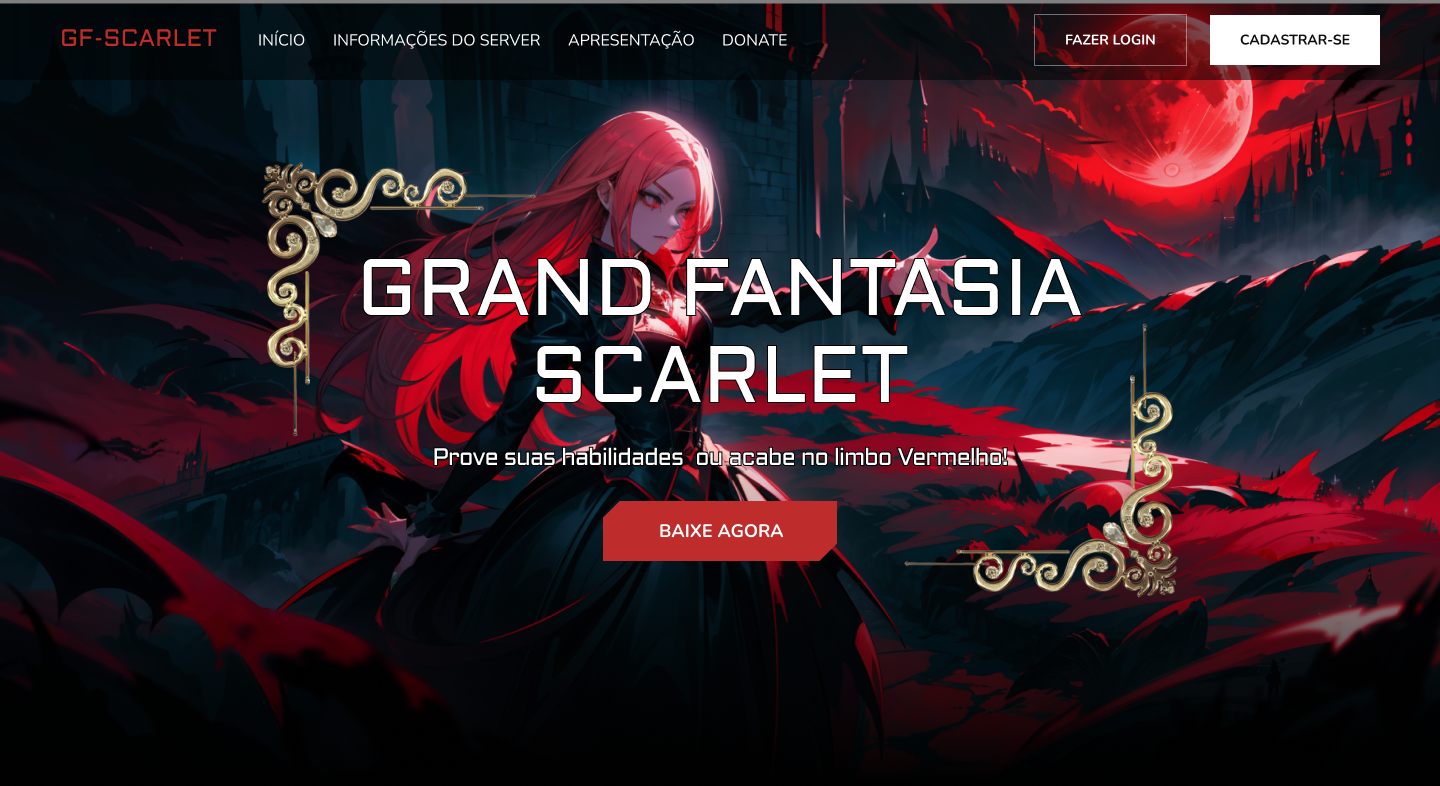 GF-SCARLET INÍCIO INFORMAÇÕES DO SERVER APRESENTAÇÃO DONATE FAZER LOGIN CADASTRAR-SE
GRAND FANTASIA
SCARLET
Prove suas habilidades ou acabe no limbo Vermelho!
BAIXE AGORA